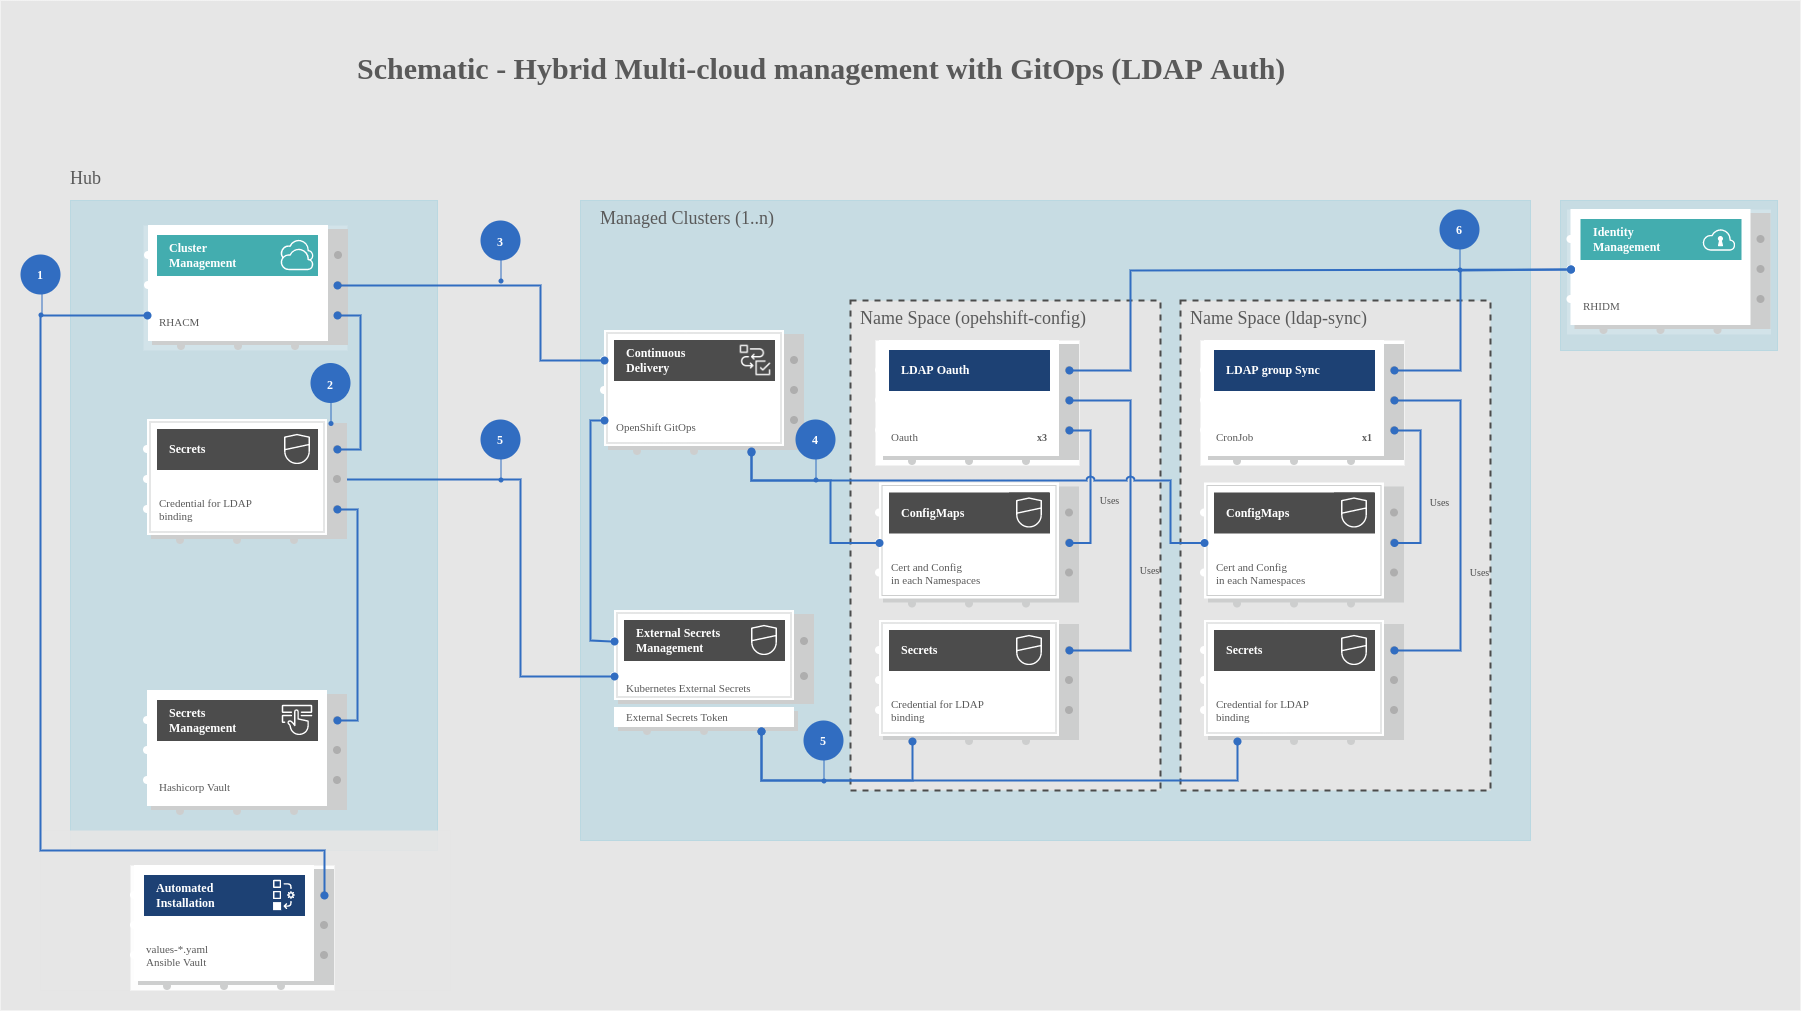 Schematic - Hybrid Multi-cloud management with GitOps (LDAP Auth)
Hub
1
Cluster
Management
RHACM
2
Secrets
Credential for LDAP
binding
Secrets
Management
Hashicorp Vault
Automated
Installation
values-*.yaml
Ansible Vault
3
5
Managed Clusters (1..n)
Continuous
Delivery
OpenShift GitOps
4
External Secrets
Management
Kubernetes External Secrets
External Secrets Token
5
Name Space (opehshift-config)
LDAP Oauth
Oauth
x3
Uses
ConfigMaps
Cert and Config
in each Namespaces
Uses
Secrets
Credential for LDAP
binding
6
Name Space (ldap-sync)
LDAP group Sync
CronJob
x1
Uses
ConfigMaps
Cert and Config
in each Namespaces
Uses
Secrets
Credential for LDAP
binding
Identity
Management
RHIDM